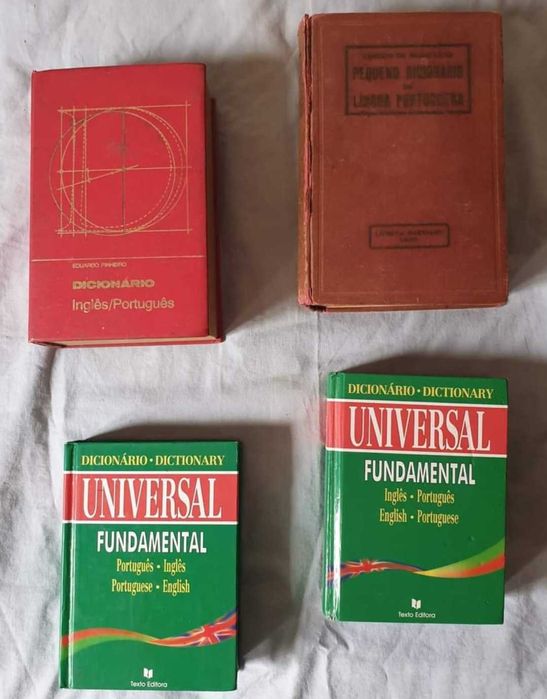 EDUARDO PINHEIRO
DICIONÁRIO
Inglês/Português
PEQUENO DICIONÁRIO
DA
LÍNGUA PORTUGUESA
DICIONÁRIO • DICTIONARY
UNIVERSAL
FUNDAMENTAL
Português • Inglês
Portuguese • English
Texto Editora
DICIONÁRIO • DICTIONARY
UNIVERSAL
FUNDAMENTAL
Inglês • Português
English • Portuguese
Texto Editora